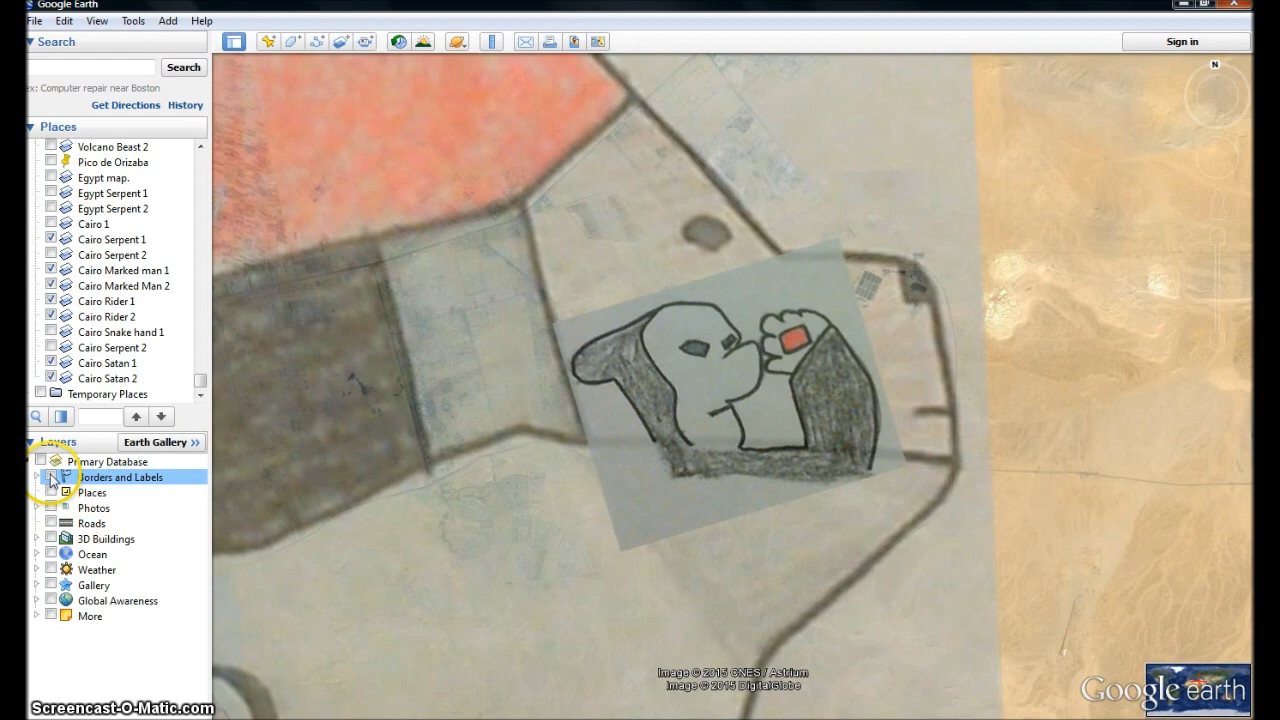 Google Earth
File Edit View Tools Add Help
Search
Sign in
Search
ex: Computer repair near Boston
Get Directions History
N
Places
Volcano Beast 2
Pico de Orizaba
Egypt map.
Egypt Serpent 1
Egypt Serpent 2
Cairo 1
Cairo Serpent 1
Cairo Serpent 2
Cairo Marked man 1
Cairo Marked Man 2
Cairo Rider 1
Cairo Rider 2
Cairo Snake hand 1
Cairo Serpent 2
Cairo Satan 1
Cairo Satan 2
Temporary Places
Layers Earth Gallery >>
Primary Database
Borders and Labels
Places
Photos
Roads
3D Buildings
Ocean
Weather
Gallery
Global Awareness
More
Image © 2015 CNES / Astrium
Image © 2015 DigitalGlobe
Google earth
Screencast-O-Matic.com